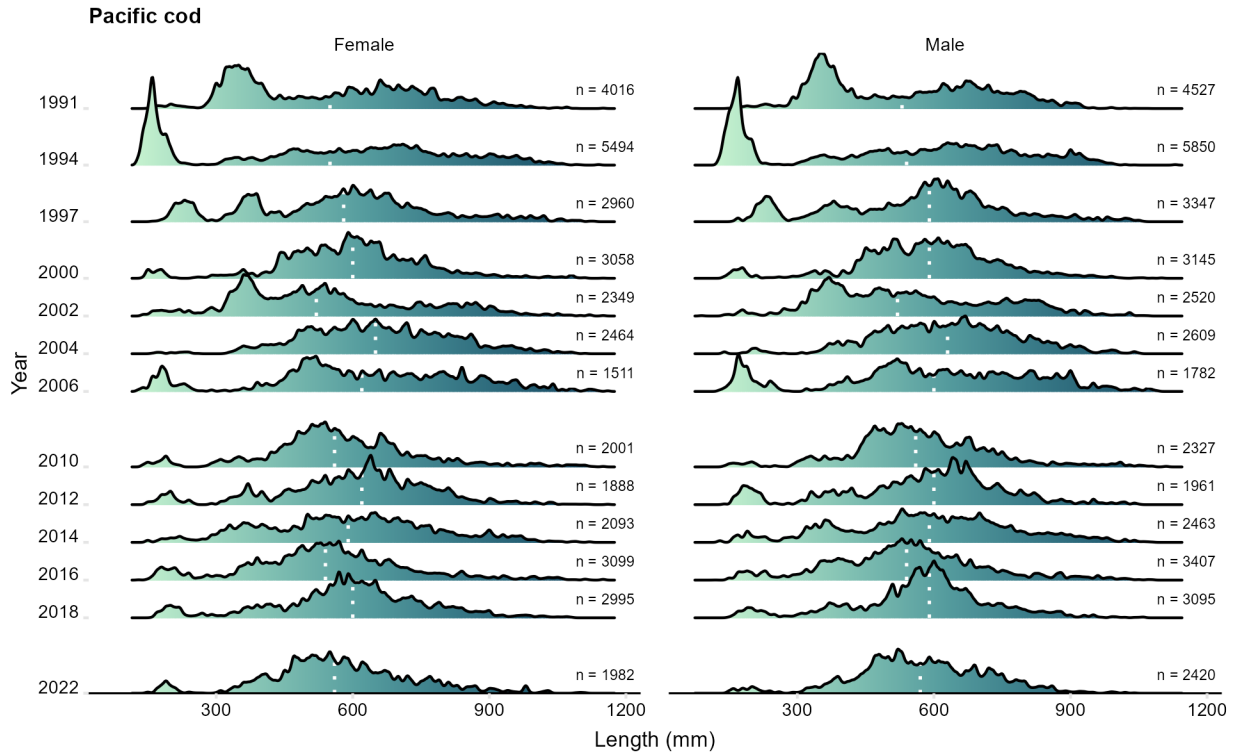 Pacific cod
Female Male
1991 n = 4016 n = 4527
1994 n = 5494 n = 5850
1997 n = 2960 n = 3347
2000 n = 3058 n = 3145
2002 n = 2349 n = 2520
2004 n = 2464 n = 2609
2006 n = 1511 n = 1782
2010 n = 2001 n = 2327
2012 n = 1888 n = 1961
2014 n = 2093 n = 2463
2016 n = 3099 n = 3407
2018 n = 2995 n = 3095
2022 n = 1982 n = 2420
Year
300 600 900 1200 300 600 900 1200
Length (mm)